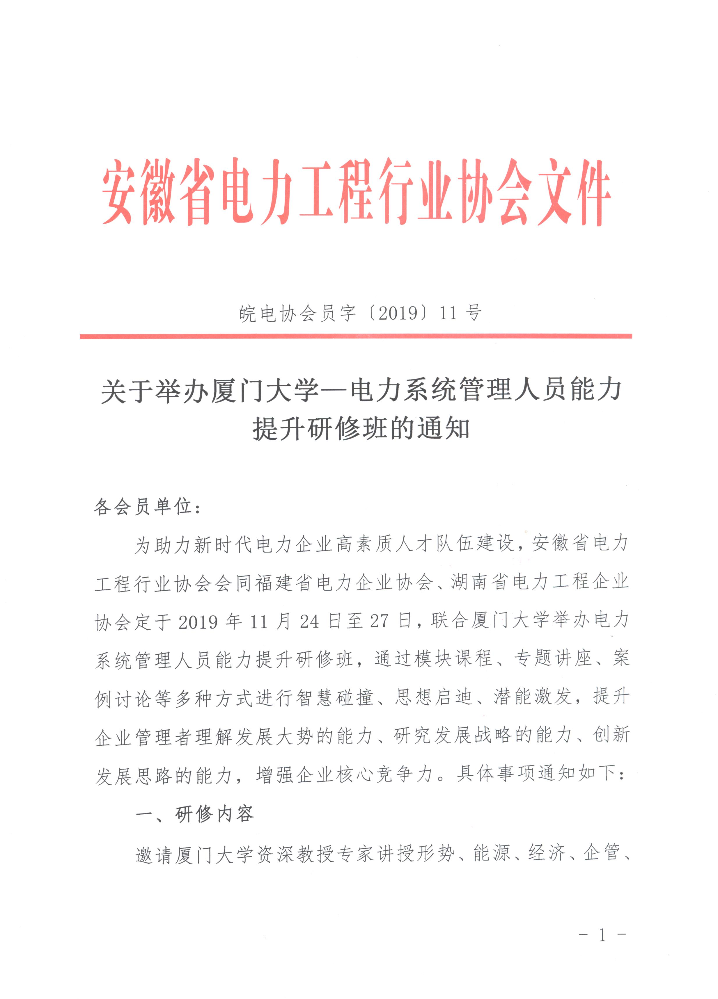 安徽省电力工程行业协会文件
皖电协会员字〔2019〕11 号
关于举办厦门大学—电力系统管理人员能力
提升研修班的通知
各会员单位：
为助力新时代电力企业高素质人才队伍建设，安徽省电力
工程行业协会会同福建省电力企业协会、湖南省电力工程企业
协会定于 2019 年 11 月 24 日至 27 日，联合厦门大学举办电力
系统管理人员能力提升研修班，通过模块课程、专题讲座、案
例讨论等多种方式进行智慧碰撞、思想启迪、潜能激发，提升
企业管理者理解发展大势的能力、研究发展战略的能力、创新
发展思路的能力，增强企业核心竞争力。具体事项通知如下：
一、研修内容
邀请厦门大学资深教授专家讲授形势、能源、经济、企管、
- 1 -